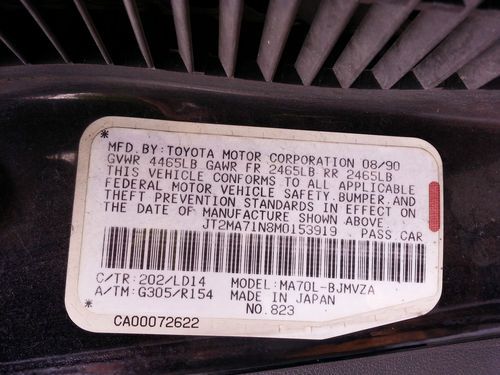 MFD. BY: TOYOTA MOTOR CORPORATION 08/90
GVWR 4465LB GAWR FR 2465LB RR 2465LB
THIS VEHICLE CONFORMS TO ALL APPLICABLE
FEDERAL MOTOR VEHICLE SAFETY, BUMPER, AND
THEFT PREVENTION STANDARDS IN EFFECT ON
THE DATE OF MANUFACTURE SHOWN ABOVE.
JT2MA71N8M0153919 PASS. CAR
C/TR: 202/LD14 MODEL: MA70L-BJMVZA
A/TM: G305/R154 MADE IN JAPAN
NO. 823
CA00072622